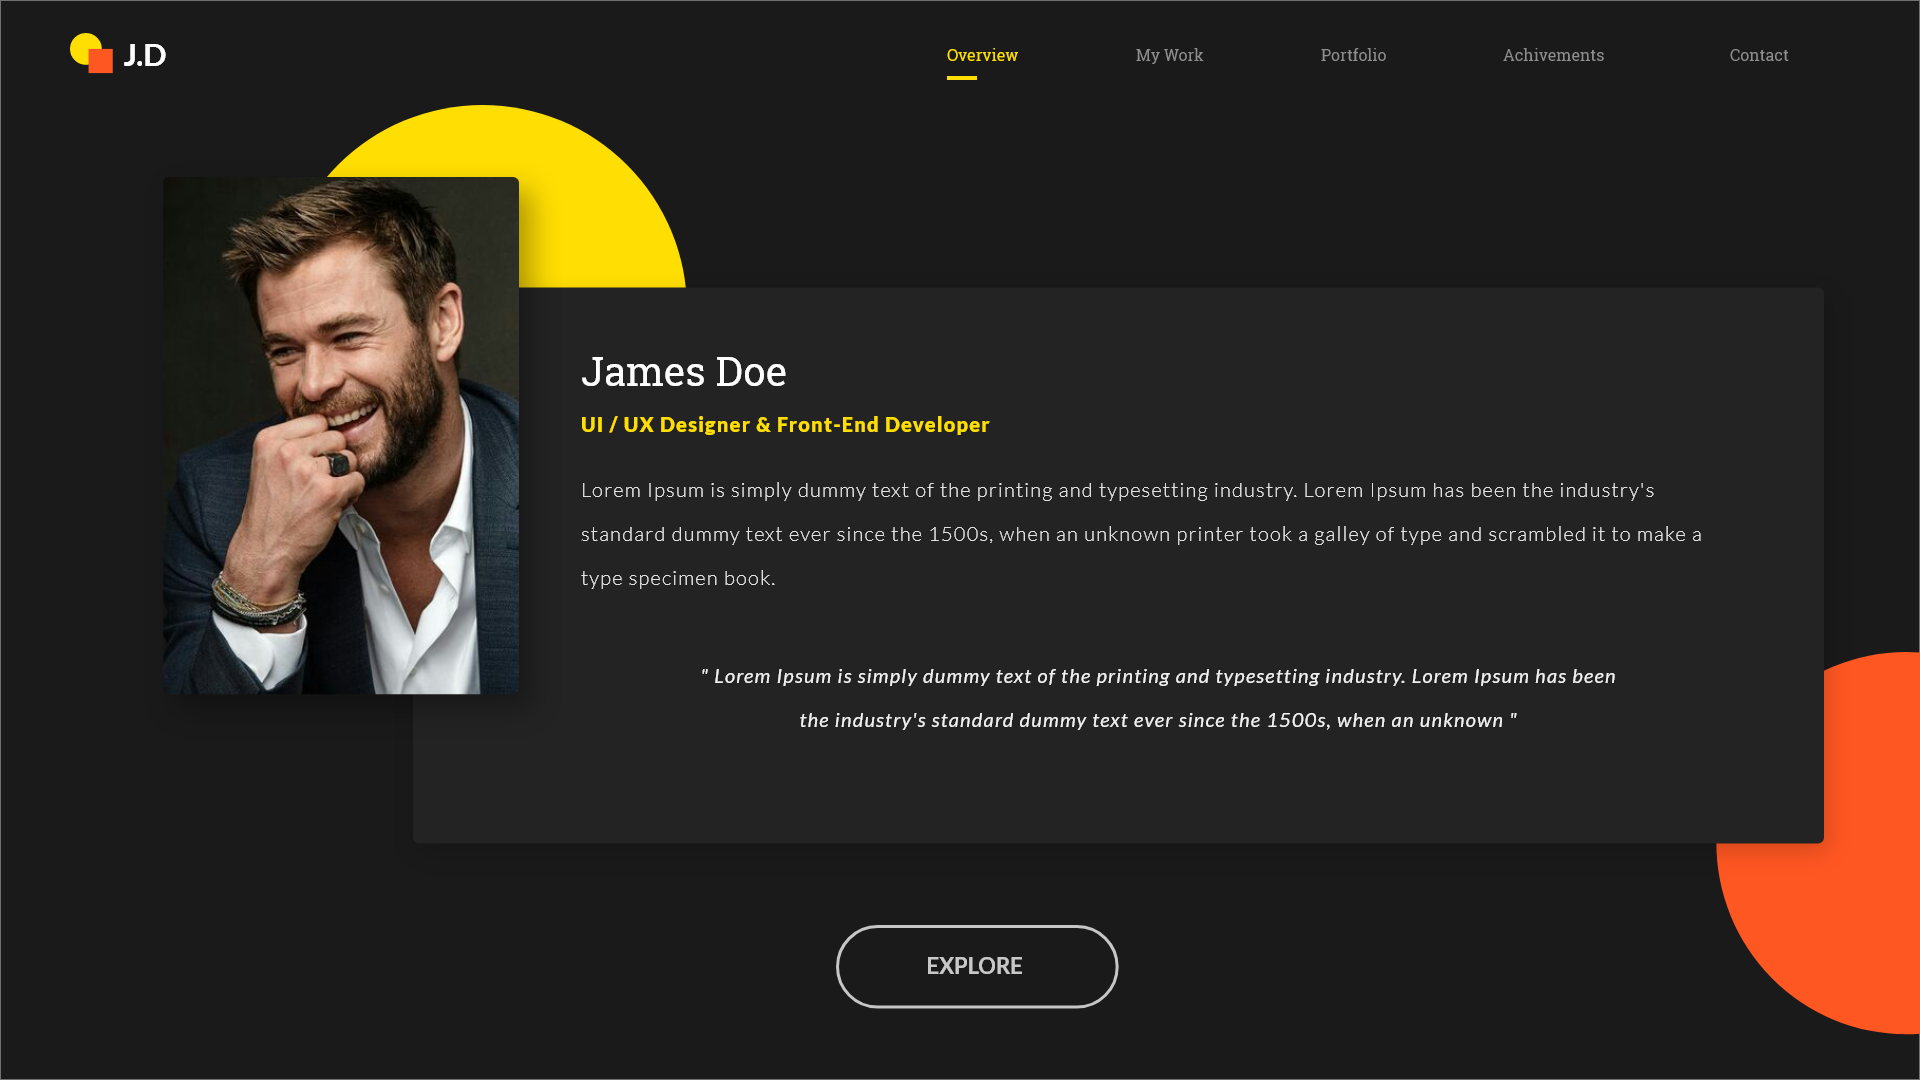 J.D
Overview
My Work
Portfolio
Achivements
Contact
James Doe
UI / UX Designer & Front-End Developer
Lorem Ipsum is simply dummy text of the printing and typesetting industry. Lorem Ipsum has been the industry's
standard dummy text ever since the 1500s, when an unknown printer took a galley of type and scrambled it to make a
type specimen book.
" Lorem Ipsum is simply dummy text of the printing and typesetting industry. Lorem Ipsum has been
the industry's standard dummy text ever since the 1500s, when an unknown "
EXPLORE